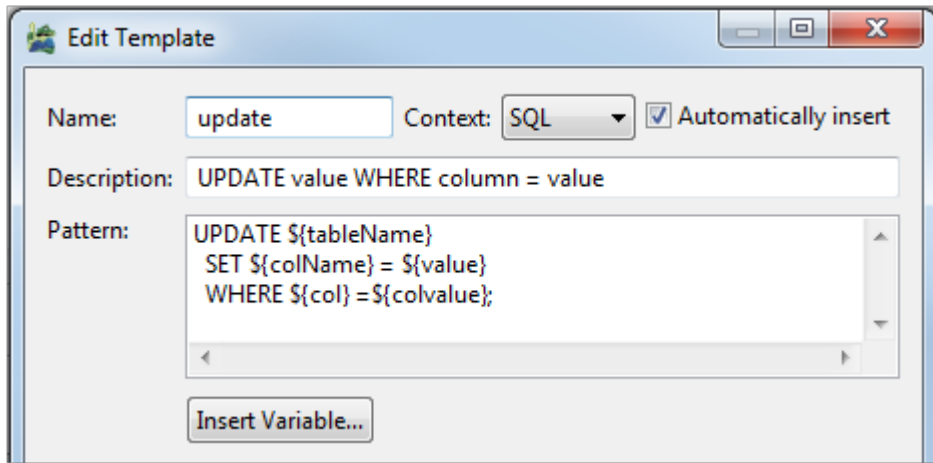 Edit Template
Name: update Context: SQL Automatically insert
Description: UPDATE value WHERE column = value
Pattern: UPDATE ${tableName}
SET ${colName} = ${value}
WHERE ${col} =${colvalue};
Insert Variable...